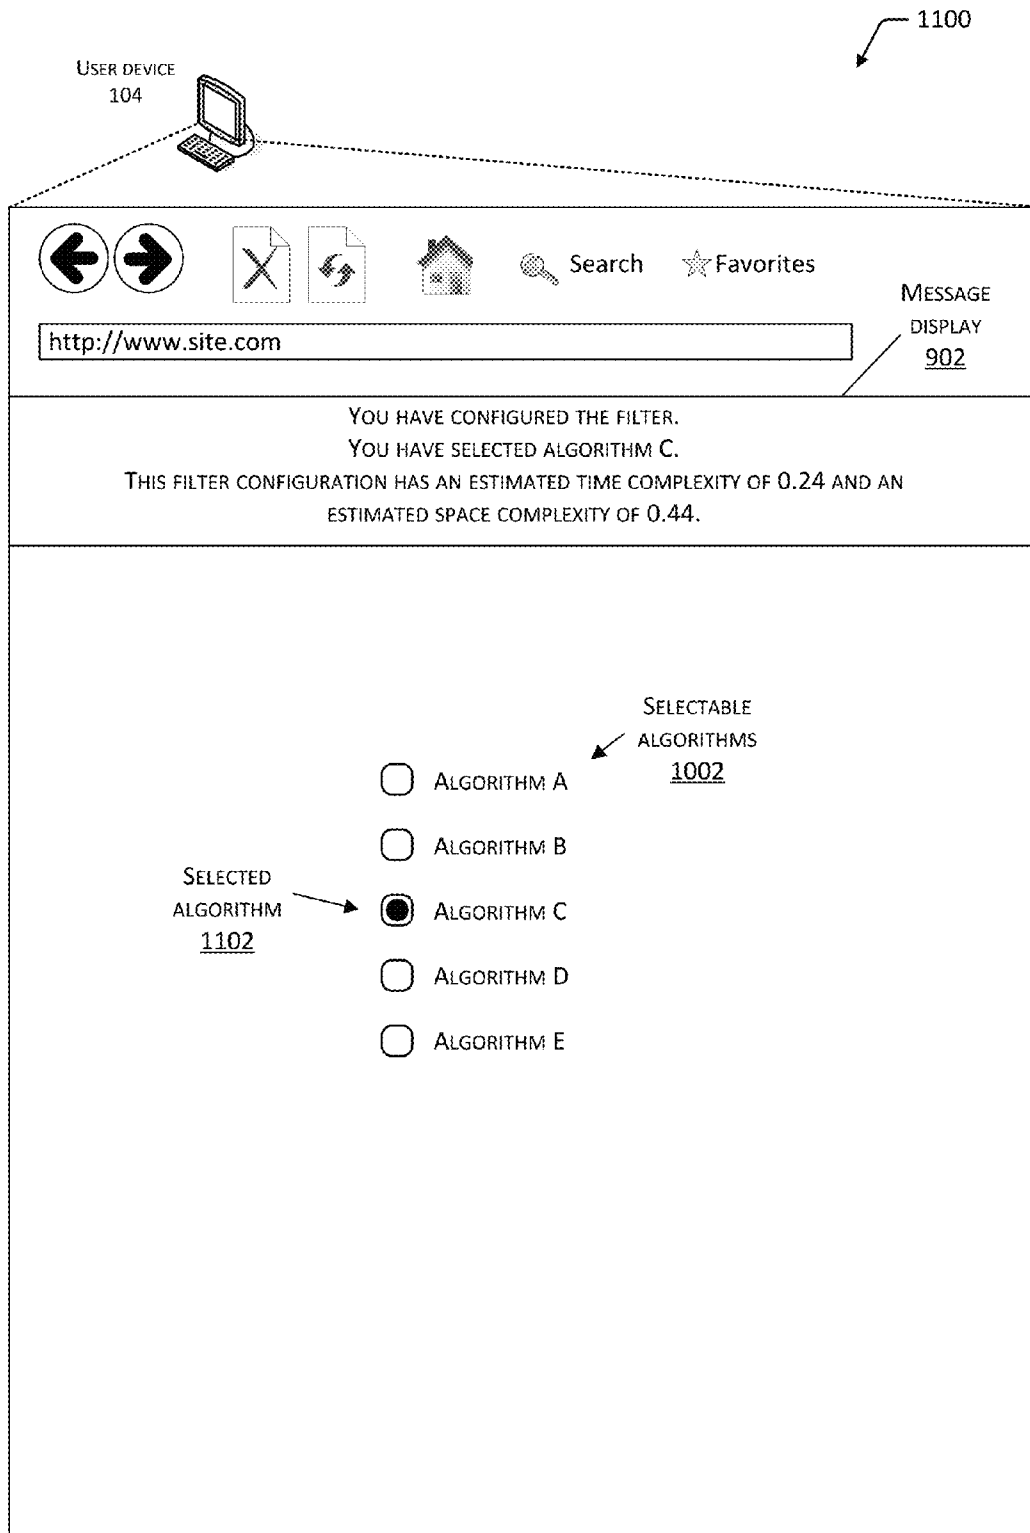 1100
User device
104
Search
Favorites
Message
display
902
http://www.site.com
You have configured the filter.
You have selected algorithm C.
This filter configuration has an estimated time complexity of 0.24 and an
estimated space complexity of 0.44.
Selectable
algorithms
1002
Algorithm A
Algorithm B
Selected
algorithm
1102
Algorithm C
Algorithm D
Algorithm E